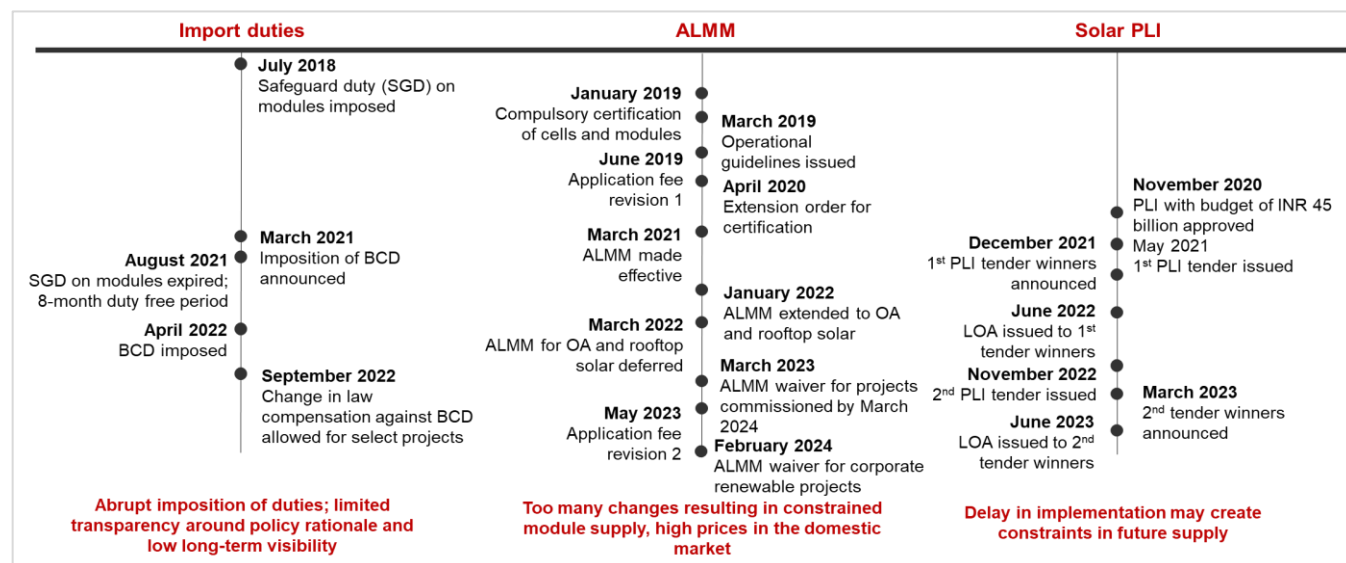 Import duties
July 2018
Safeguard duty (SGD) on
modules imposed
March 2021
Imposition of BCD
announced
August 2021
SGD on modules expired;
8-month duty free period
April 2022
BCD imposed
September 2022
Change in law
compensation against BCD
allowed for select projects
Abrupt imposition of duties; limited
transparency around policy rationale and
low long-term visibility
ALMM
January 2019
Compulsory certification
of cells and modules
March 2019
Operational
guidelines issued
June 2019
Application fee
revision 1
April 2020
Extension order for
certification
March 2021
ALMM made
effective
January 2022
ALMM extended to OA
and rooftop solar
March 2022
ALMM for OA and rooftop
solar deferred
March 2023
ALMM waiver for projects
commissioned by March
2024
May 2023
Application fee
revision 2
February 2024
ALMM waiver for corporate
renewable projects
Too many changes resulting in constrained
module supply, high prices in the domestic
market
Solar PLI
November 2020
PLI with budget of INR 45
billion approved
May 2021
1st PLI tender issued
December 2021
1st PLI tender winners
announced
June 2022
LOA issued to 1st
tender winners
November 2022
2nd PLI tender issued
March 2023
2nd tender winners
announced
June 2023
LOA issued to 2nd
tender winners
Delay in implementation may create
constraints in future supply